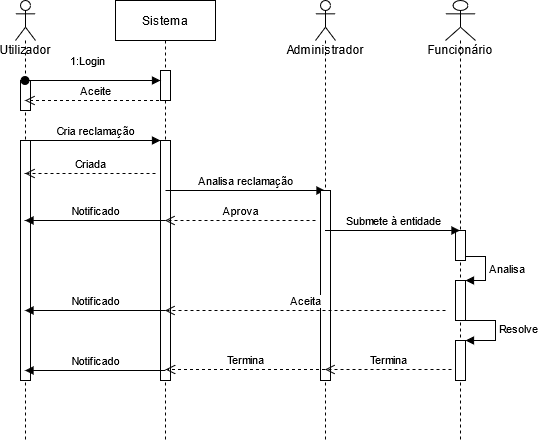 Sistema
Utilizador
Administrador
Funcionário
1:Login
Aceite
Cria reclamação
Criada
Analisa reclamação
Notificado
Aprova
Submete à entidade
Analisa
Notificado
Aceita
Resolve
Notificado
Termina
Termina